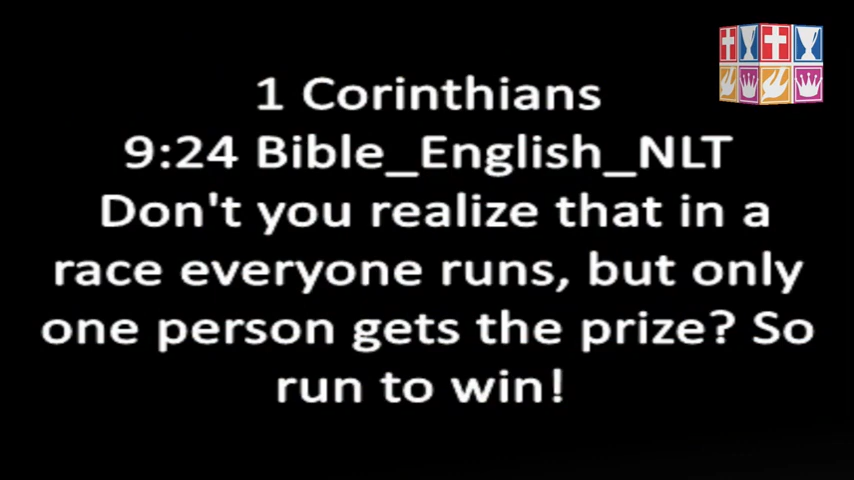 1 Corinthians
9:24 Bible_English_NLT
Don't you realize that in a
race everyone runs, but only
one person gets the prize? So
run to win!